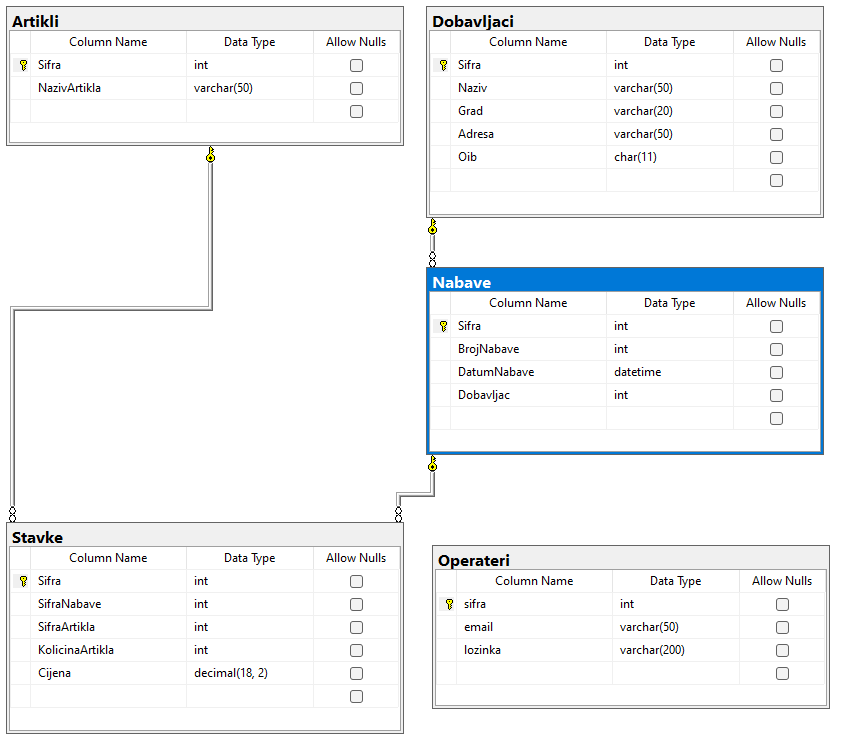 Artikli
Column Name Data Type Allow Nulls
Sifra int
NazivArtikla varchar(50)
Dobavljaci
Column Name Data Type Allow Nulls
Sifra int
Naziv varchar(50)
Grad varchar(20)
Adresa varchar(50)
Oib char(11)
Nabave
Column Name Data Type Allow Nulls
Sifra int
BrojNabave int
DatumNabave datetime
Dobavljac int
Stavke
Column Name Data Type Allow Nulls
Sifra int
SifraNabave int
SifraArtikla int
KolicinaArtikla int
Cijena decimal(18, 2)
Operateri
Column Name Data Type Allow Nulls
sifra int
email varchar(50)
lozinka varchar(200)